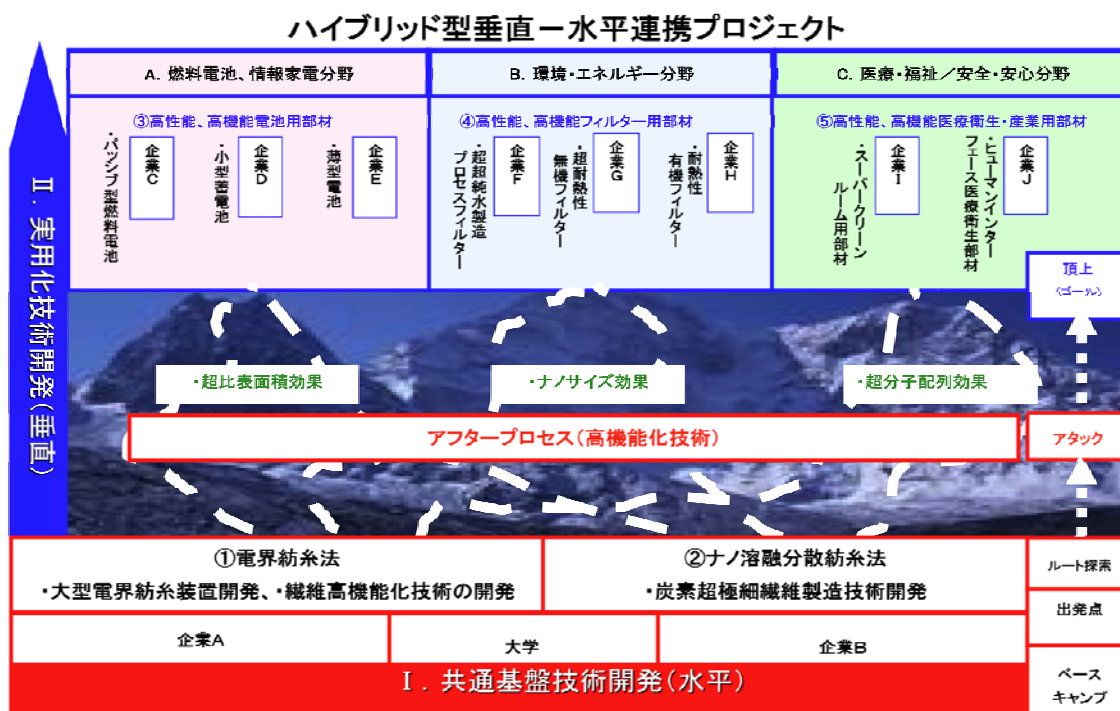 ハイブリッド型垂直－水平連携プロジェクト
A. 燃料電池、情報家電分野
B. 環境・エネルギー分野
C. 医療・福祉／安全・安心分野
③高性能、高機能電池用部材
④高性能、高機能フィルター用部材
⑤高性能、高機能医療衛生・産業用部材
企業C
・パッシブ型燃料電池
企業D
・小型蓄電池
企業E
・薄型電池
企業F
・超超純水製造
プロセスフィルター
企業G
・超耐熱性
無機フィルター
企業H
・耐熱性
有機フィルター
企業I
・スーパークリーン
ルーム用部材
企業J
・ヒューマンインター
フェース医療衛生部材
Ⅱ. 実用化技術開発(垂直)
頂上
(ゴール)
・超比表面積効果
・ナノサイズ効果
・超分子配列効果
アフタープロセス(高機能化技術)
アタック
①電界紡糸法
・大型電界紡糸装置開発、・繊維高機能化技術の開発
②ナノ溶融分散紡糸法
・炭素超極細繊維製造技術開発
ルート探索
出発点
企業A
大学
企業B
Ⅰ. 共通基盤技術開発(水平)
ベース
キャンプ